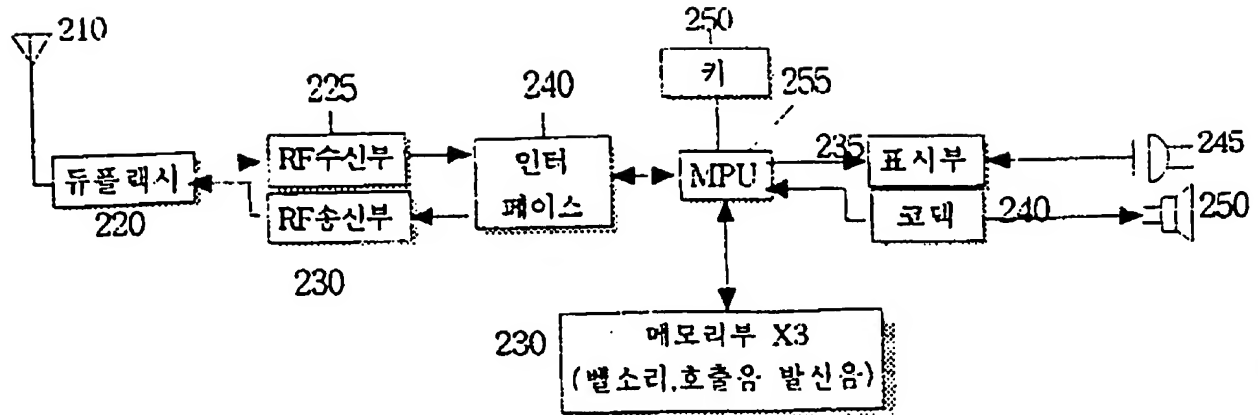 210
250
키
225
240
255
RF수신부
인터
페이스
MPU
235
표시부
245
듀플랙시
220
RF송신부
코덱
240
250
230
230
메모리부 X3
(벨소리,호출음 발신음)